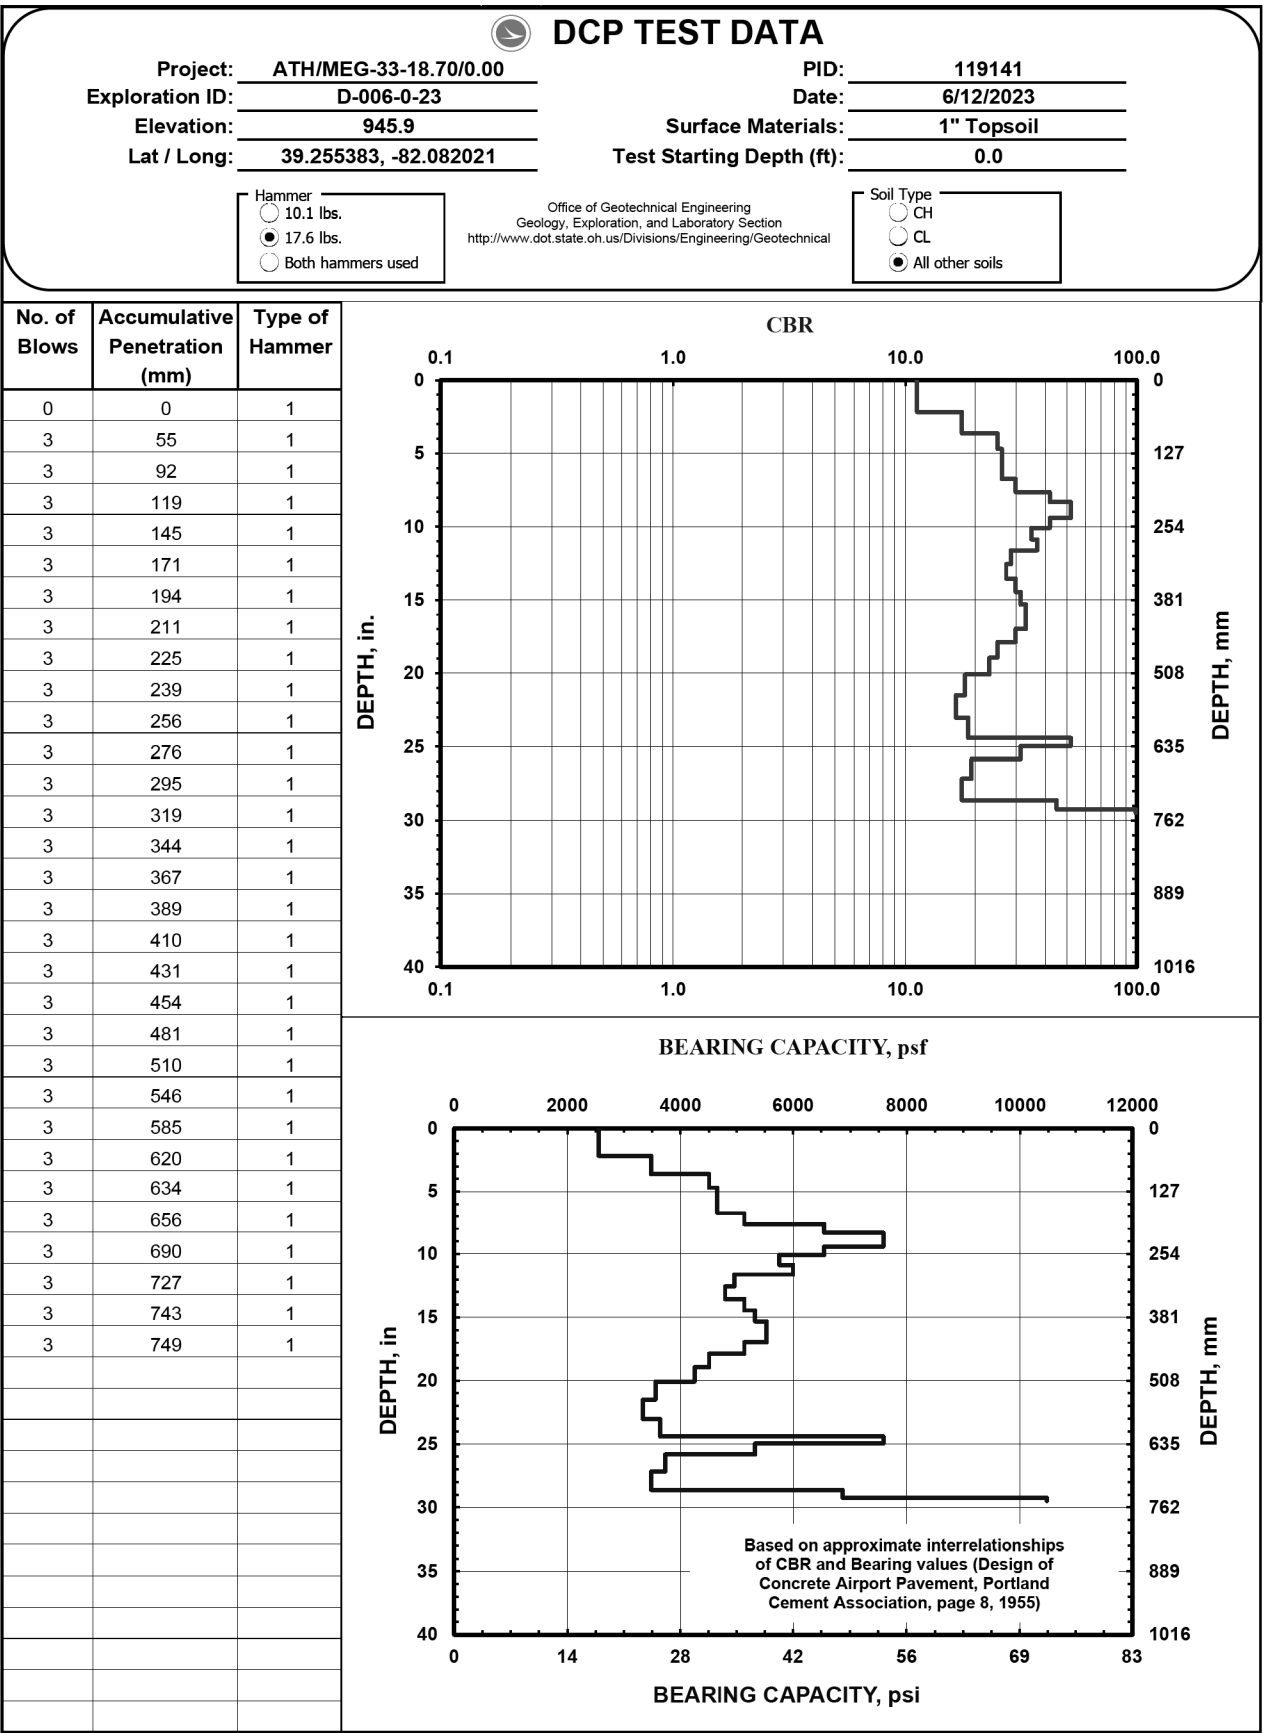 DCP TEST DATA
Project: ATH/MEG-33-18.70/0.00 PID: 119141
Exploration ID: D-006-0-23 Date: 6/12/2023
Elevation: 945.9 Surface Materials: 1" Topsoil
Lat / Long: 39.255383, -82.082021 Test Starting Depth (ft): 0.0
Hammer
10.1 lbs.
17.6 lbs.
Both hammers used
Office of Geotechnical Engineering
Geology, Exploration, and Laboratory Section
http://www.dot.state.oh.us/Divisions/Engineering/Geotechnical
Soil Type
CH
CL
All other soils
No. of Accumulative Type of
Blows Penetration Hammer
(mm)
0 0 1
3 55 1
3 92 1
3 119 1
3 145 1
3 171 1
3 194 1
3 211 1
3 225 1
3 239 1
3 256 1
3 276 1
3 295 1
3 319 1
3 344 1
3 367 1
3 389 1
3 410 1
3 431 1
3 454 1
3 481 1
3 510 1
3 546 1
3 585 1
3 620 1
3 634 1
3 656 1
3 690 1
3 727 1
3 743 1
3 749 1
CBR
0.1 1.0 10.0 100.0
0 0
5 127
10 254
15 381
20 508
25 635
30 762
35 889
40 1016
0.1 1.0 10.0 100.0
DEPTH, in.
DEPTH, mm
BEARING CAPACITY, psf
0 2000 4000 6000 8000 10000 12000
0 0
5 127
10 254
15 381
20 508
25 635
30 762
35 889
40 1016
DEPTH, in
DEPTH, mm
Based on approximate interrelationships
of CBR and Bearing values (Design of
Concrete Airport Pavement, Portland
Cement Association, page 8, 1955)
0 14 28 42 56 69 83
BEARING CAPACITY, psi